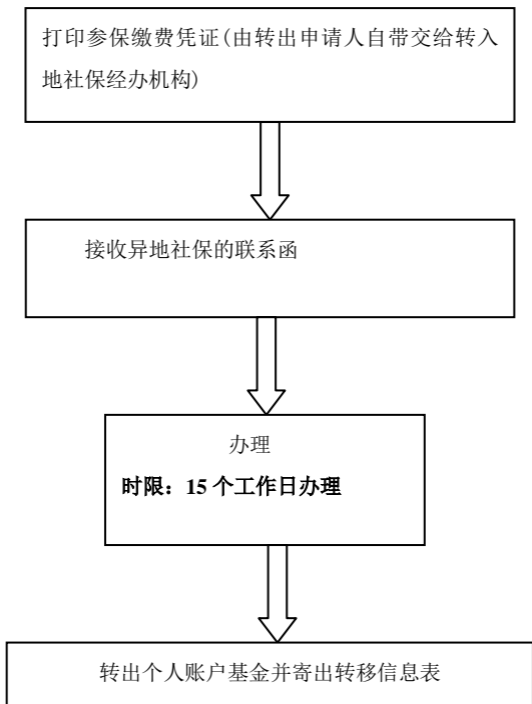 打印参保缴费凭证(由转出申请人自带交给转入
地社保经办机构)
接收异地社保的联系函
办理
时限：15个工作日办理
转出个人账户基金并寄出转移信息表